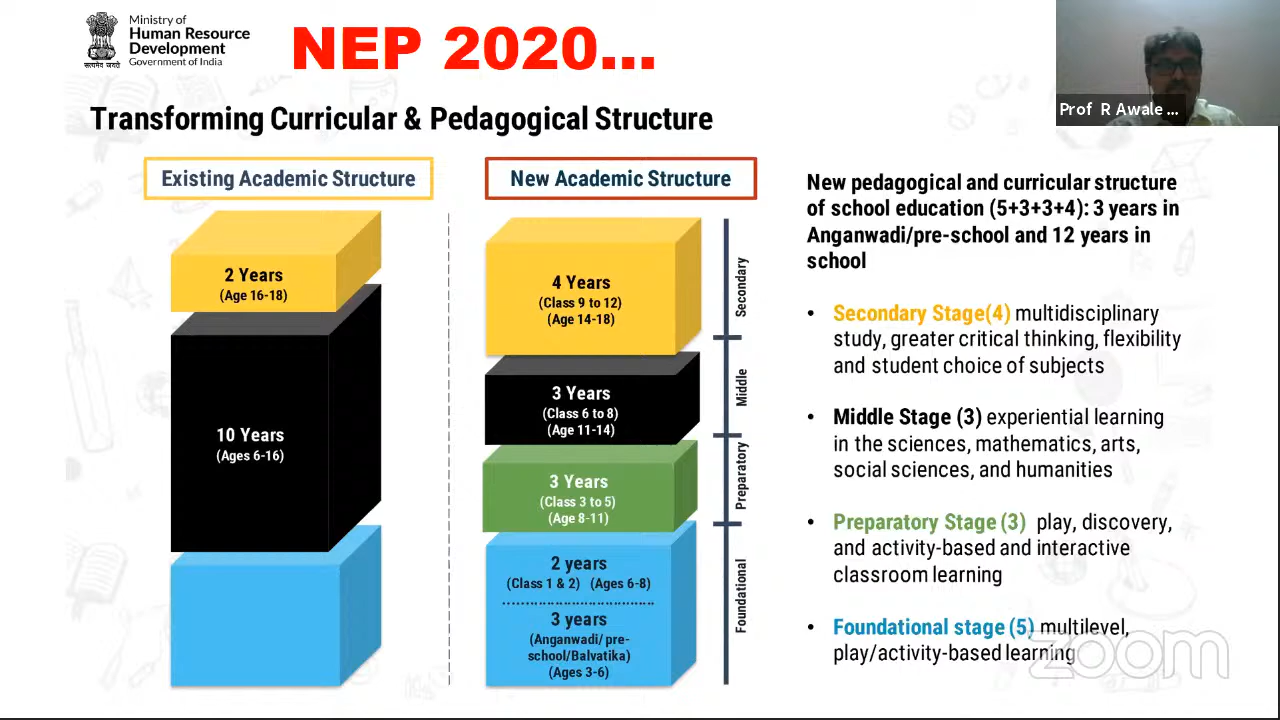 Ministry of
Human Resource
Development
Government of India
सत्यमेव जयते
NEP 2020...
Prof R Awale ...
Transforming Curricular & Pedagogical Structure
Existing Academic Structure
2 Years
(Age 16-18)
10 Years
(Ages 6-16)
New Academic Structure
4 Years
(Class 9 to 12)
(Age 14-18)
3 Years
(Class 6 to 8)
(Age 11-14)
3 Years
(Class 3 to 5)
(Age 8-11)
2 years
(Class 1 & 2) (Ages 6-8)
3 years
(Anganwadi/ pre-
school/Balvatika)
(Ages 3-6)
Secondary
Middle
Preparatory
Foundational
New pedagogical and curricular structure
of school education (5+3+3+4): 3 years in
Anganwadi/pre-school and 12 years in
school
• Secondary Stage(4) multidisciplinary
study, greater critical thinking, flexibility
and student choice of subjects
• Middle Stage (3) experiential learning
in the sciences, mathematics, arts,
social sciences, and humanities
• Preparatory Stage (3) play, discovery,
and activity-based and interactive
classroom learning
• Foundational stage (5) multilevel,
play/activity-based learning
zoom